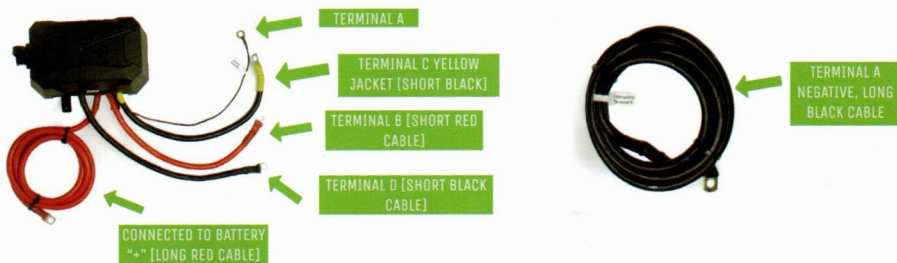 TERMINAL A
TERMINAL C YELLOW
JACKET [SHORT BLACK]
TERMINAL B [SHORT RED
CABLE]
TERMINAL D [SHORT BLACK
CABLE]
CONNECTED TO BATTERY
"+" [LONG RED CABLE]
TERMINAL A
NEGATIVE, LONG
BLACK CABLE